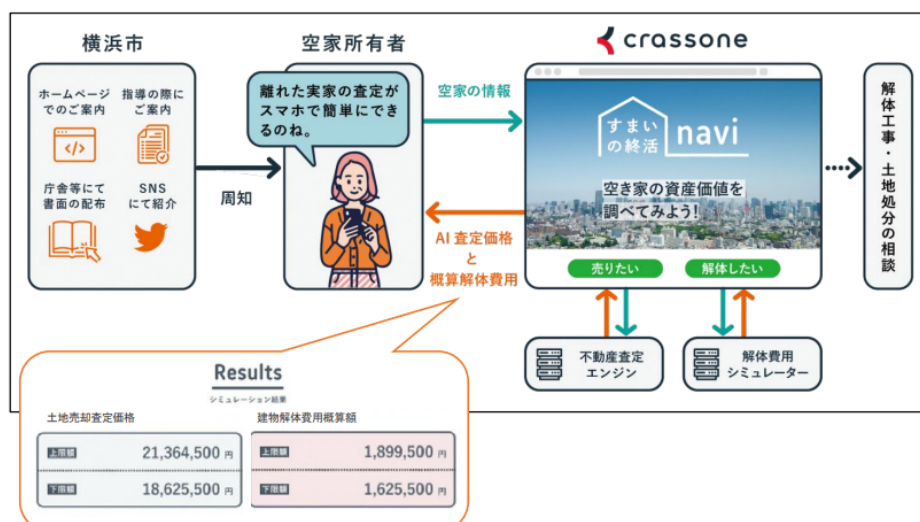 横浜市
ホームページ
でのご案内
指導の際に
ご案内
庁舎等にて
書面の配布
SNS
にて紹介
周知
空家所有者
離れた実家の査定が
スマホで簡単にでき
るのね。
空家の情報
AI 査定価格
と
概算解体費用
crassone
すまい
の終活
navi
空き家の資産価値を
調べてみよう!
売りたい
解体したい
不動産査定
エンジン
解体費用
シミュレーター
解体工事・土地処分の相談
Results
シミュレーション結果
土地売却査定価格
上限額 21,364,500 円
下限額 18,625,500 円
建物解体費用概算額
上限額 1,899,500 円
下限額 1,625,500 円